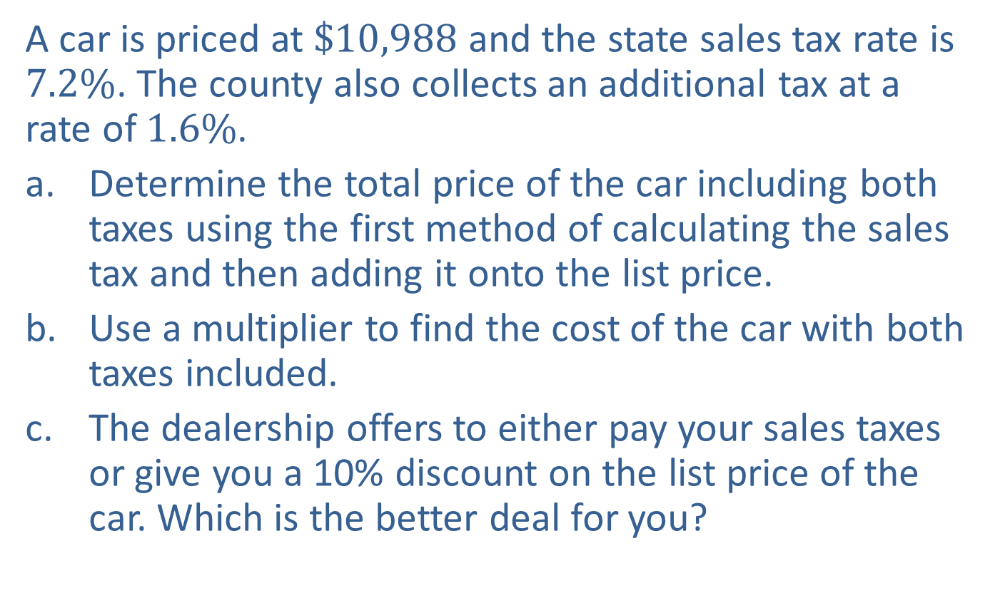 A car is priced at $10,988 and the state sales tax rate is
7.2%. The county also collects an additional tax at a
rate of 1.6%.
a. Determine the total price of the car including both
taxes using the first method of calculating the sales
tax and then adding it onto the list price.
b. Use a multiplier to find the cost of the car with both
taxes included.
c. The dealership offers to either pay your sales taxes
or give you a 10% discount on the list price of the
car. Which is the better deal for you?